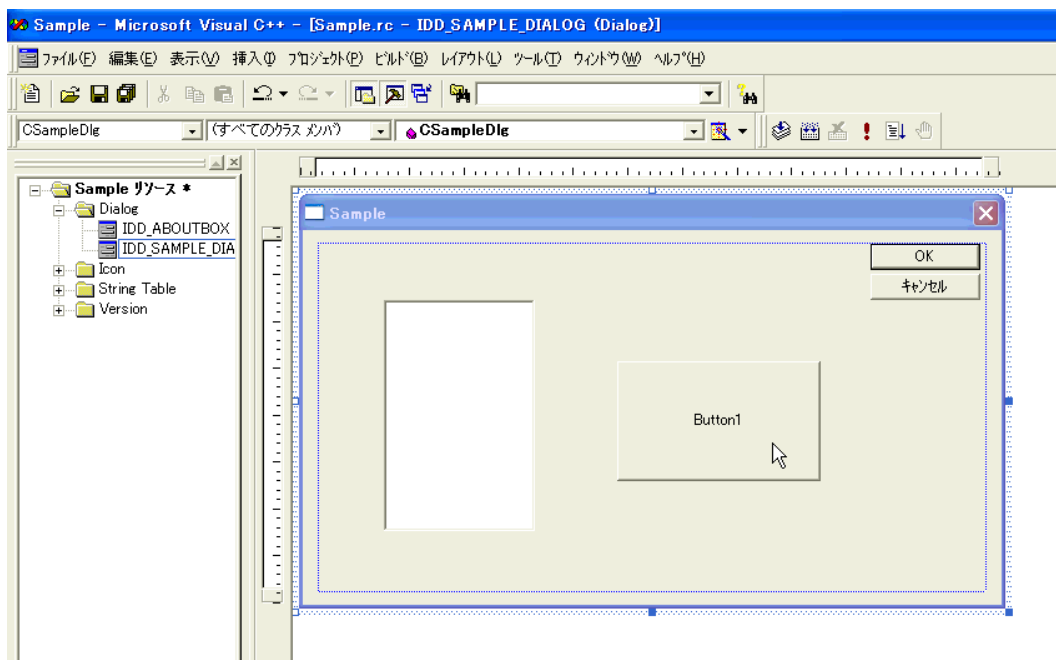 Sample - Microsoft Visual C++ - [Sample.rc - IDD_SAMPLE_DIALOG (Dialog)]
ファイル(F) 編集(E) 表示(V) 挿入(I) プロジェクト(P) ビルド(B) レイアウト(L) ツール(T) ウィンドウ(W) ヘルプ(H)
CSampleDlg (すべてのクラス メンバ) CSampleDlg
Sample リソース *
Dialog
IDD_ABOUTBOX
IDD_SAMPLE_DIA
Icon
String Table
Version
Sample
OK
キャンセル
Button1